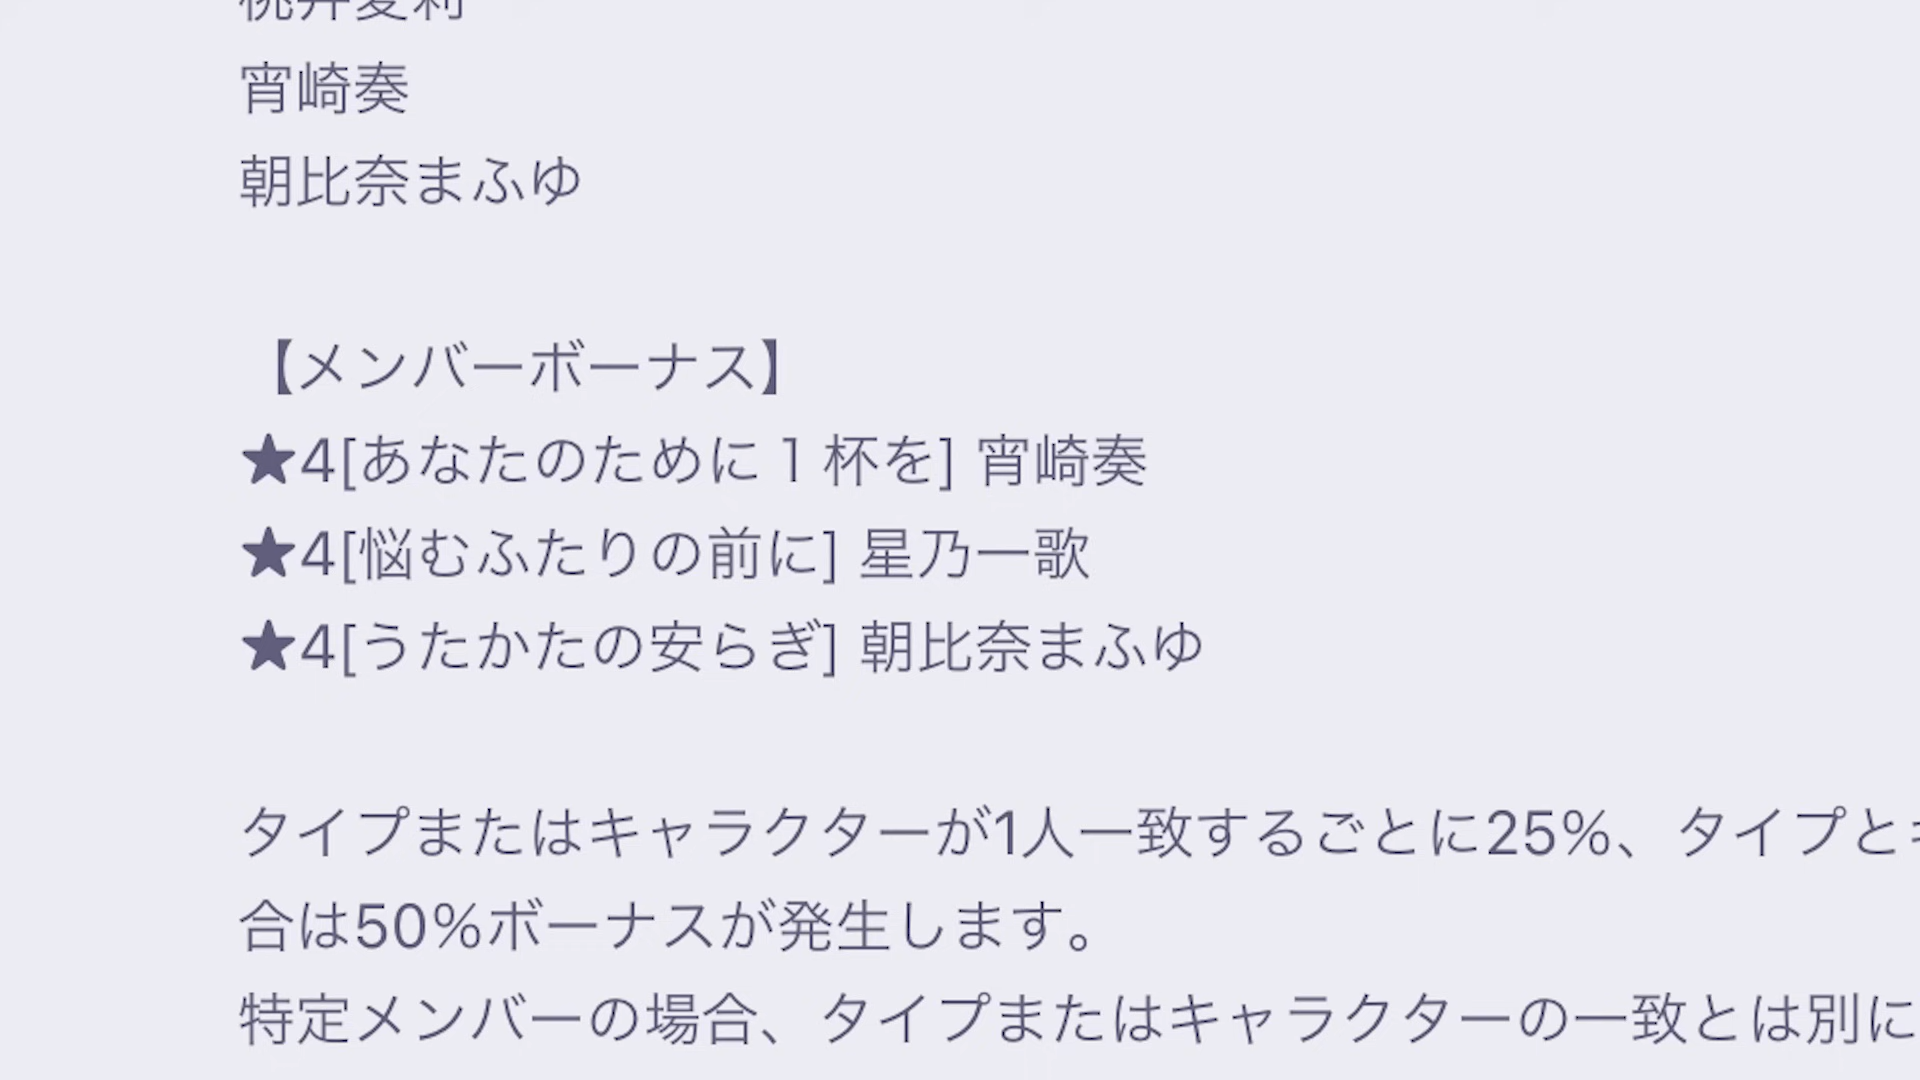 桃井愛莉
宵崎奏
朝比奈まふゆ
【メンバーボーナス】
★4[あなたのために１杯を] 宵崎奏
★4[悩むふたりの前に] 星乃一歌
★4[うたかたの安らぎ] 朝比奈まふゆ
タイプまたはキャラクターが1人一致するごとに25%、タイプと
合は50%ボーナスが発生します。
特定メンバーの場合、タイプまたはキャラクターの一致とは別に